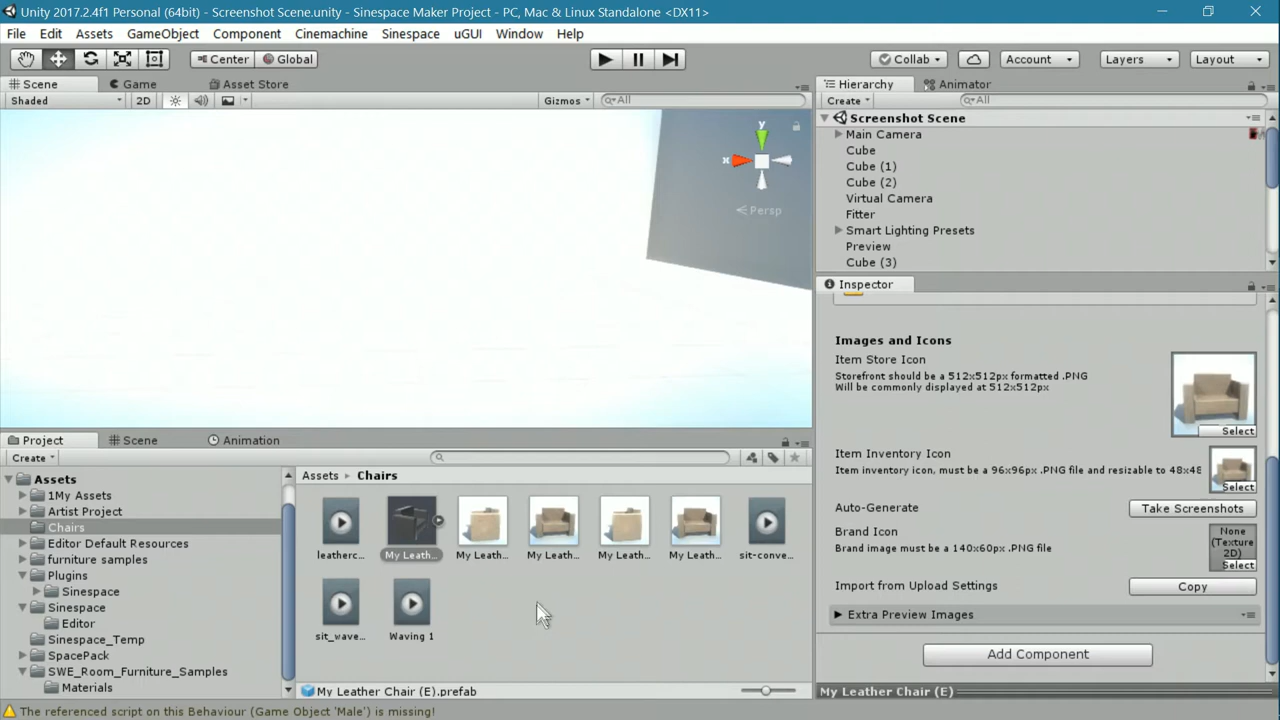 Unity 2017.2.4f1 Personal (64bit) - Screenshot Scene.unity - Sinespace Maker Project - PC, Mac & Linux Standalone <DX11>
File Edit Assets GameObject Component Cinemachine Sinespace uGUI Window Help
Center Global Collab Account Layers Layout
Scene Game Asset Store
Shaded 2D Gizmos All
y
x
Persp
Hierarchy Animator
Create All
Screenshot Scene
Main Camera
Cube
Cube (1)
Cube (2)
Virtual Camera
Fitter
Smart Lighting Presets
Preview
Cube (3)
Inspector
Images and Icons
Item Store Icon
Storefront should be a 512x512px formatted .PNG
Will be commonly displayed at 512x512px
Select
Item Inventory Icon
Item inventory icon, must be a 96x96px .PNG file and resizable to 48x48
Select
Auto-Generate Take Screenshots
Brand Icon
Brand image must be a 140x60px .PNG file
None
(Texture
2D)
Select
Import from Upload Settings Copy
Extra Preview Images
Add Component
My Leather Chair (E)
Project Scene Animation
Create
Assets
1My Assets
Artist Project
Chairs
Editor Default Resources
furniture samples
Plugins
Sinespace
Sinespace
Editor
Sinespace_Temp
SpacePack
SWE_Room_Furniture_Samples
Materials
Assets Chairs
leatherc... My Leath... My Leath... My Leath... My Leath... My Leath... sit-conve...
sit_wave... Waving 1
My Leather Chair (E).prefab
The referenced script on this Behaviour (Game Object 'Male') is missing!